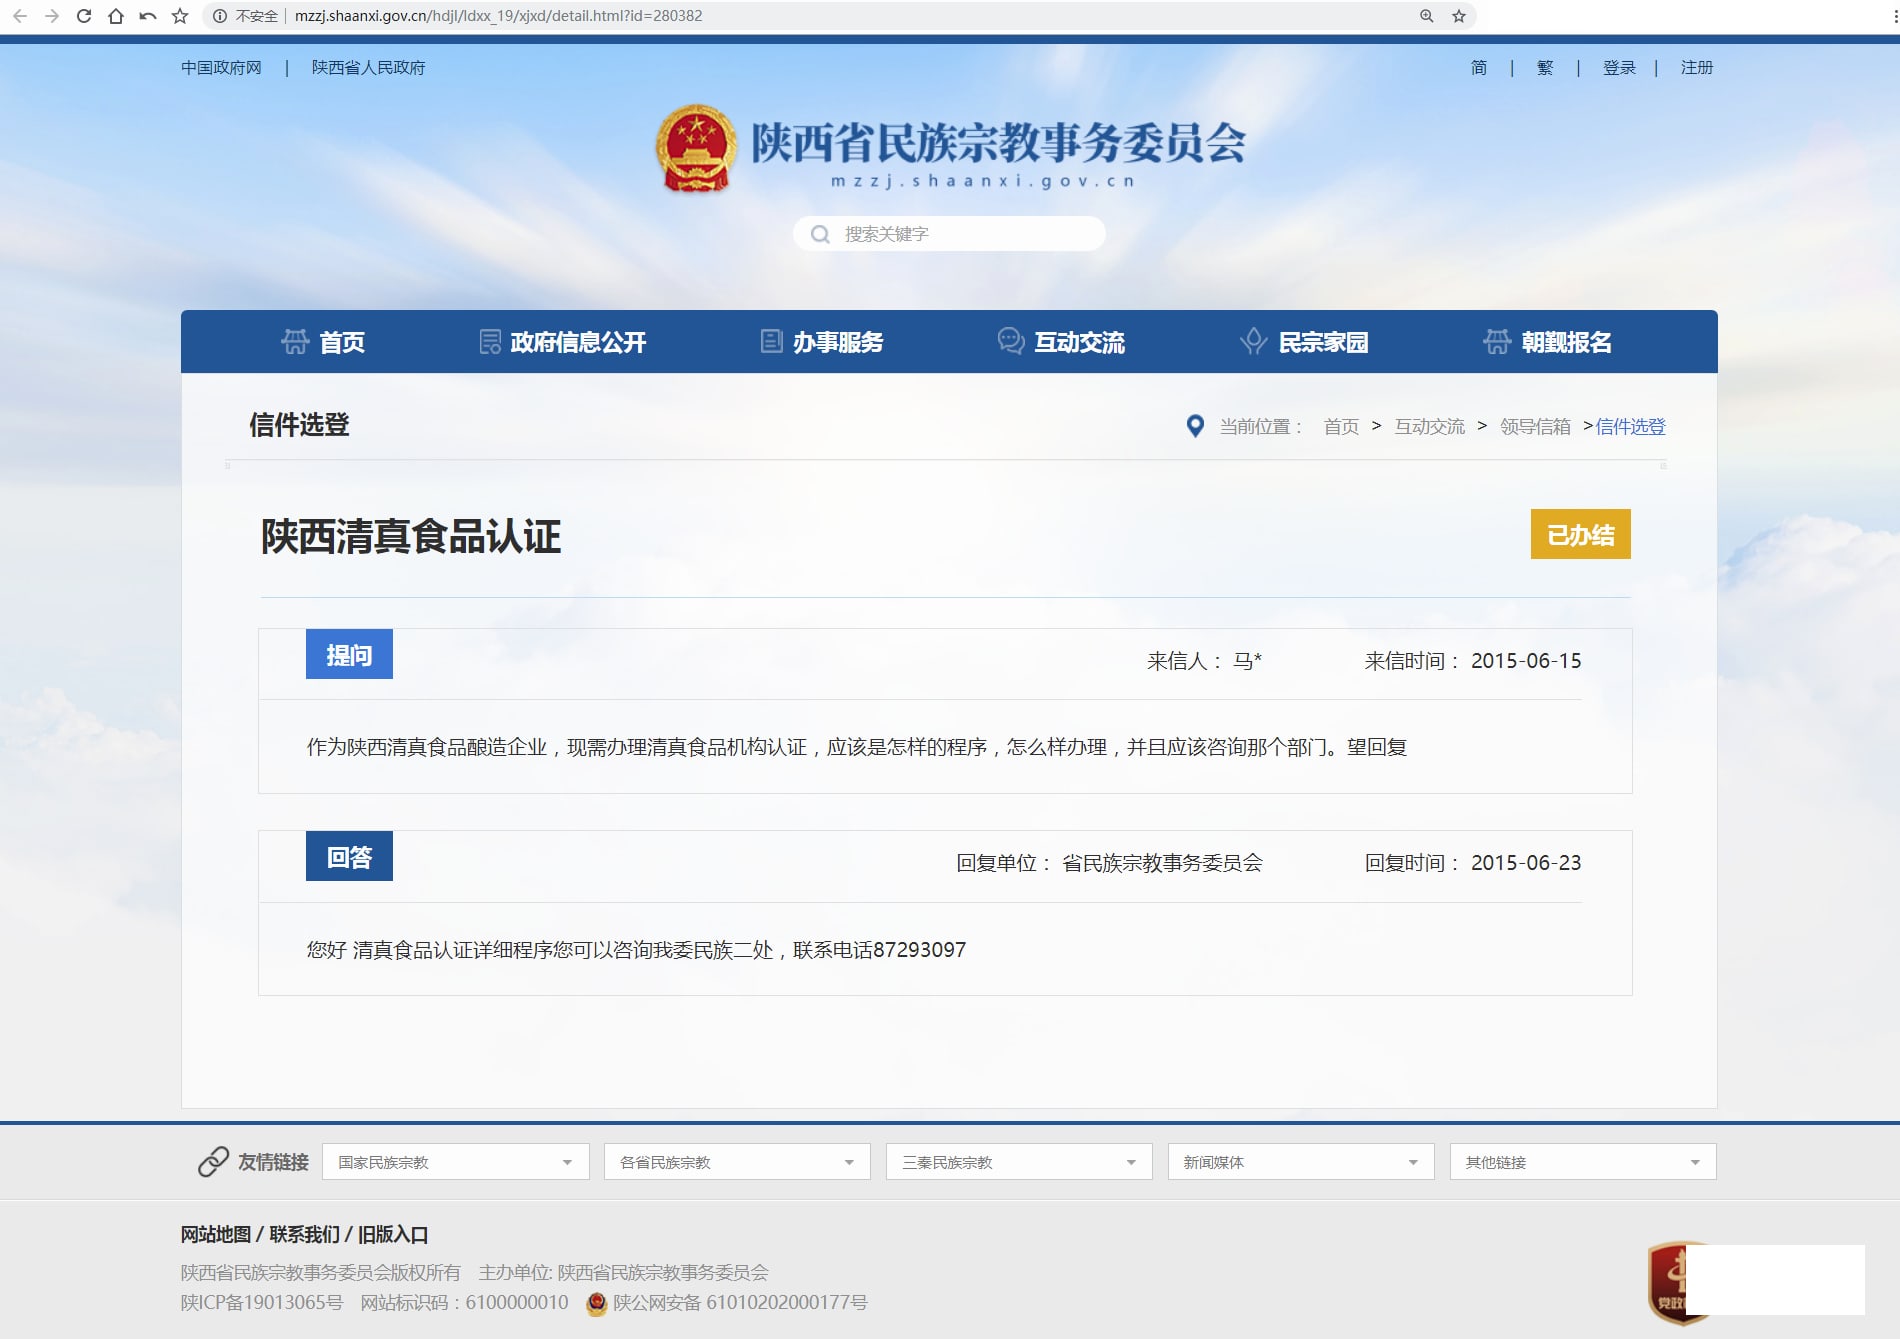 不安全 mzzj.shaanxi.gov.cn/hdjl/ldxx_19/xjxd/detail.html?id=280382
中国政府网 | 陕西省人民政府
简 | 繁 | 登录 | 注册
陕西省民族宗教事务委员会
mzzj.shaanxi.gov.cn
搜索关键字
首页 政府信息公开 办事服务 互动交流 民宗家园 朝觐报名
信件选登
当前位置： 首页 > 互动交流 > 领导信箱 >信件选登
陕西清真食品认证
已办结
提问
来信人： 马* 来信时间： 2015-06-15
作为陕西清真食品酿造企业，现需办理清真食品机构认证，应该是怎样的程序，怎么样办理，并且应该咨询那个部门。望回复
回答
回复单位： 省民族宗教事务委员会 回复时间： 2015-06-23
您好 清真食品认证详细程序您可以咨询我委民族二处，联系电话87293097
友情链接 国家民族宗教 各省民族宗教 三秦民族宗教 新闻媒体 其他链接
网站地图 / 联系我们 / 旧版入口
陕西省民族宗教事务委员会版权所有 主办单位: 陕西省民族宗教事务委员会
陕ICP备19013065号 网站标识码：6100000010 陕公网安备 61010202000177号
党政